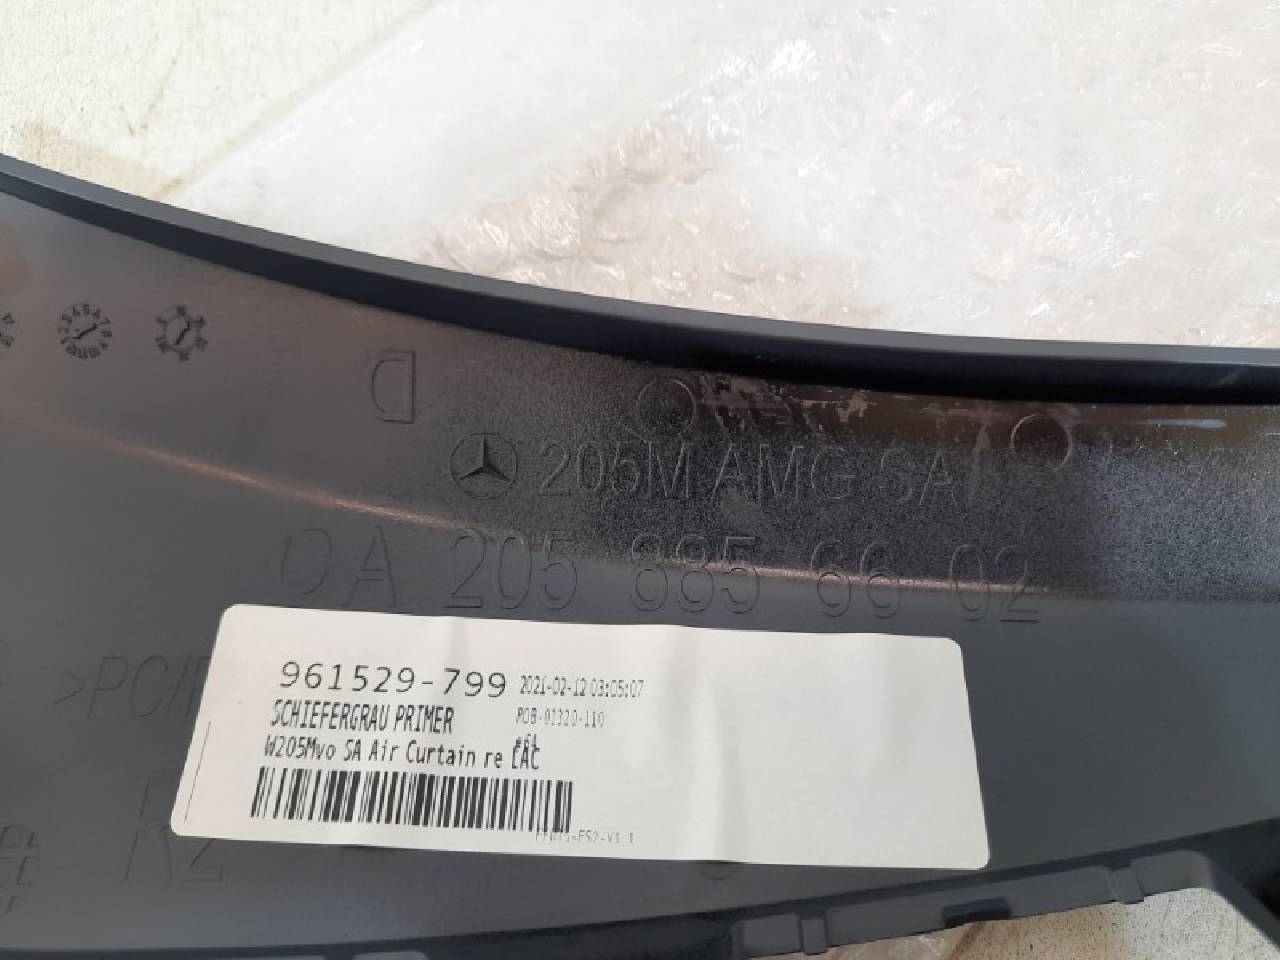 D
205M AMG SA
A 205 885 66 02
>PC/P
961529-799 2021-02-12 03:05:07
SCHIEFERGRAU PRIMER
W205Mvo SA Air Curtain re LAC